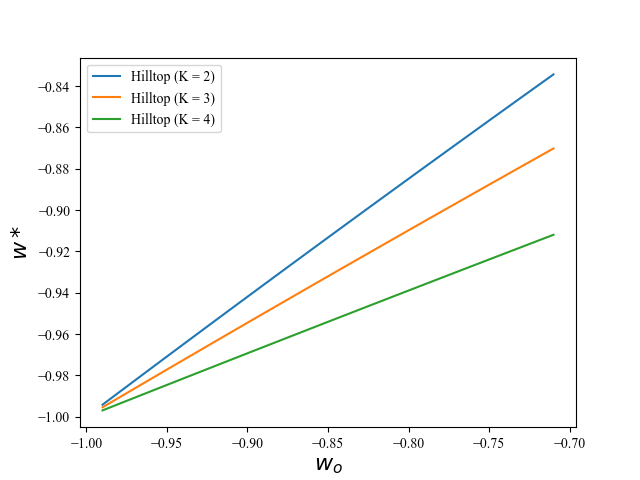 Hilltop (K = 2)
Hilltop (K = 3)
Hilltop (K = 4)
−0.84
−0.86
−0.88
−0.90
−0.92
−0.94
−0.96
−0.98
−1.00
w*
−1.00 −0.95 −0.90 −0.85 −0.80 −0.75 −0.70
w₀